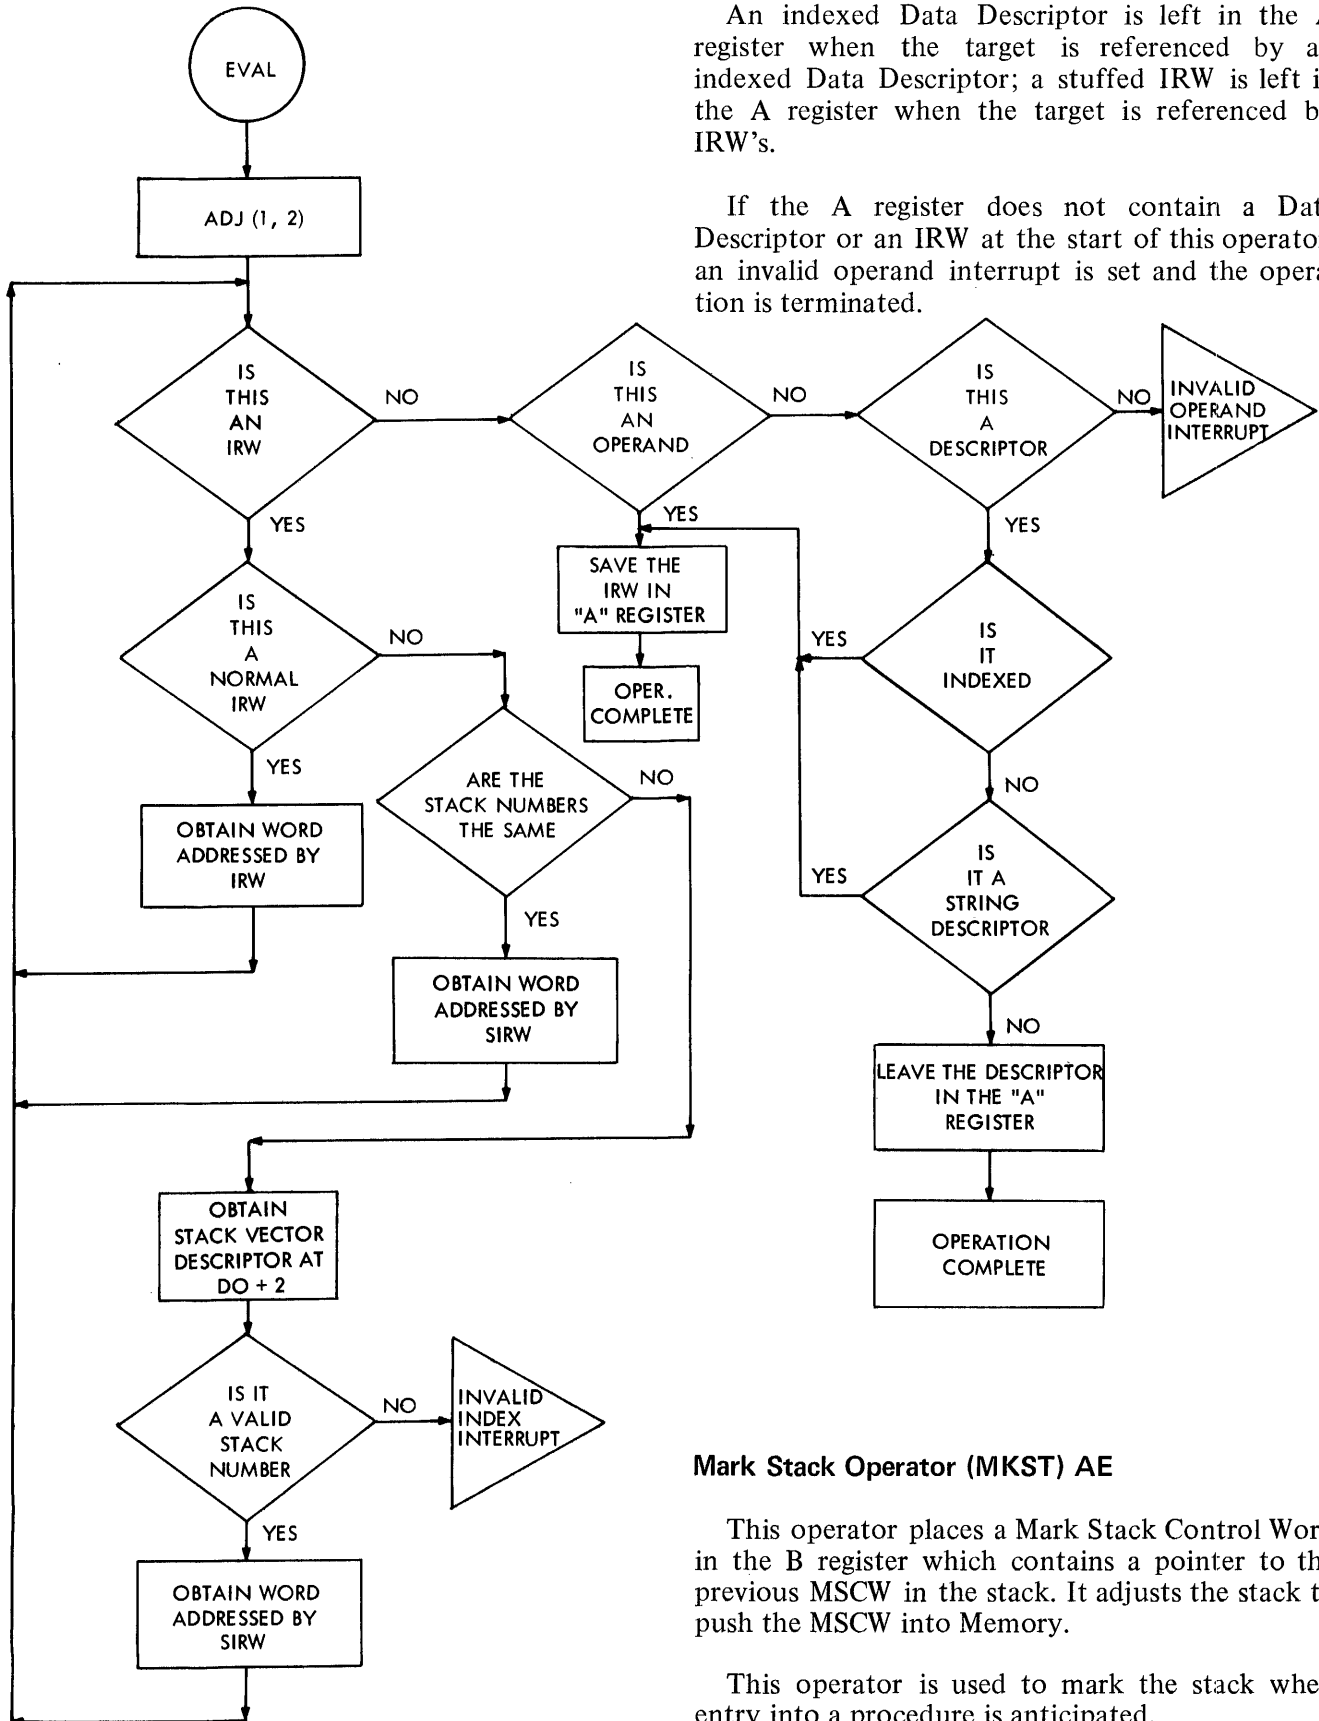 EVAL
ADJ (1, 2)
An indexed Data Descriptor is left in the
register when the target is referenced by a
indexed Data Descriptor; a stuffed IRW is left i
the A register when the target is referenced b
IRW's.
If the A register does not contain a Dat
Descriptor or an IRW at the start of this operato
an invalid operand interrupt is set and the opera
tion is terminated.
IS
THIS
AN
IRW
NO
YES
IS
THIS
AN
OPERAND
NO
YES
IS
THIS
A
DESCRIPTOR
NO
YES
INVALID
OPERAND
INTERRUPT
SAVE THE
IRW IN
"A" REGISTER
OPER.
COMPLETE
IS
THIS
A
NORMAL
IRW
NO
YES
IS
IT
INDEXED
YES
NO
OBTAIN WORD
ADDRESSED BY
IRW
ARE THE
STACK NUMBERS
THE SAME
NO
YES
IS
IT A
STRING
DESCRIPTOR
YES
NO
OBTAIN WORD
ADDRESSED BY
SIRW
LEAVE THE DESCRIPTOR
IN THE "A"
REGISTER
OPERATION
COMPLETE
OBTAIN
STACK VECTOR
DESCRIPTOR AT
DO + 2
IS IT
A VALID
STACK
NUMBER
NO
YES
INVALID
INDEX
INTERRUPT
OBTAIN WORD
ADDRESSED BY
SIRW
Mark Stack Operator (MKST) AE
This operator places a Mark Stack Control Wor
in the B register which contains a pointer to th
previous MSCW in the stack. It adjusts the stack t
push the MSCW into Memory.
This operator is used to mark the stack whe
entry into a procedure is anticipated.